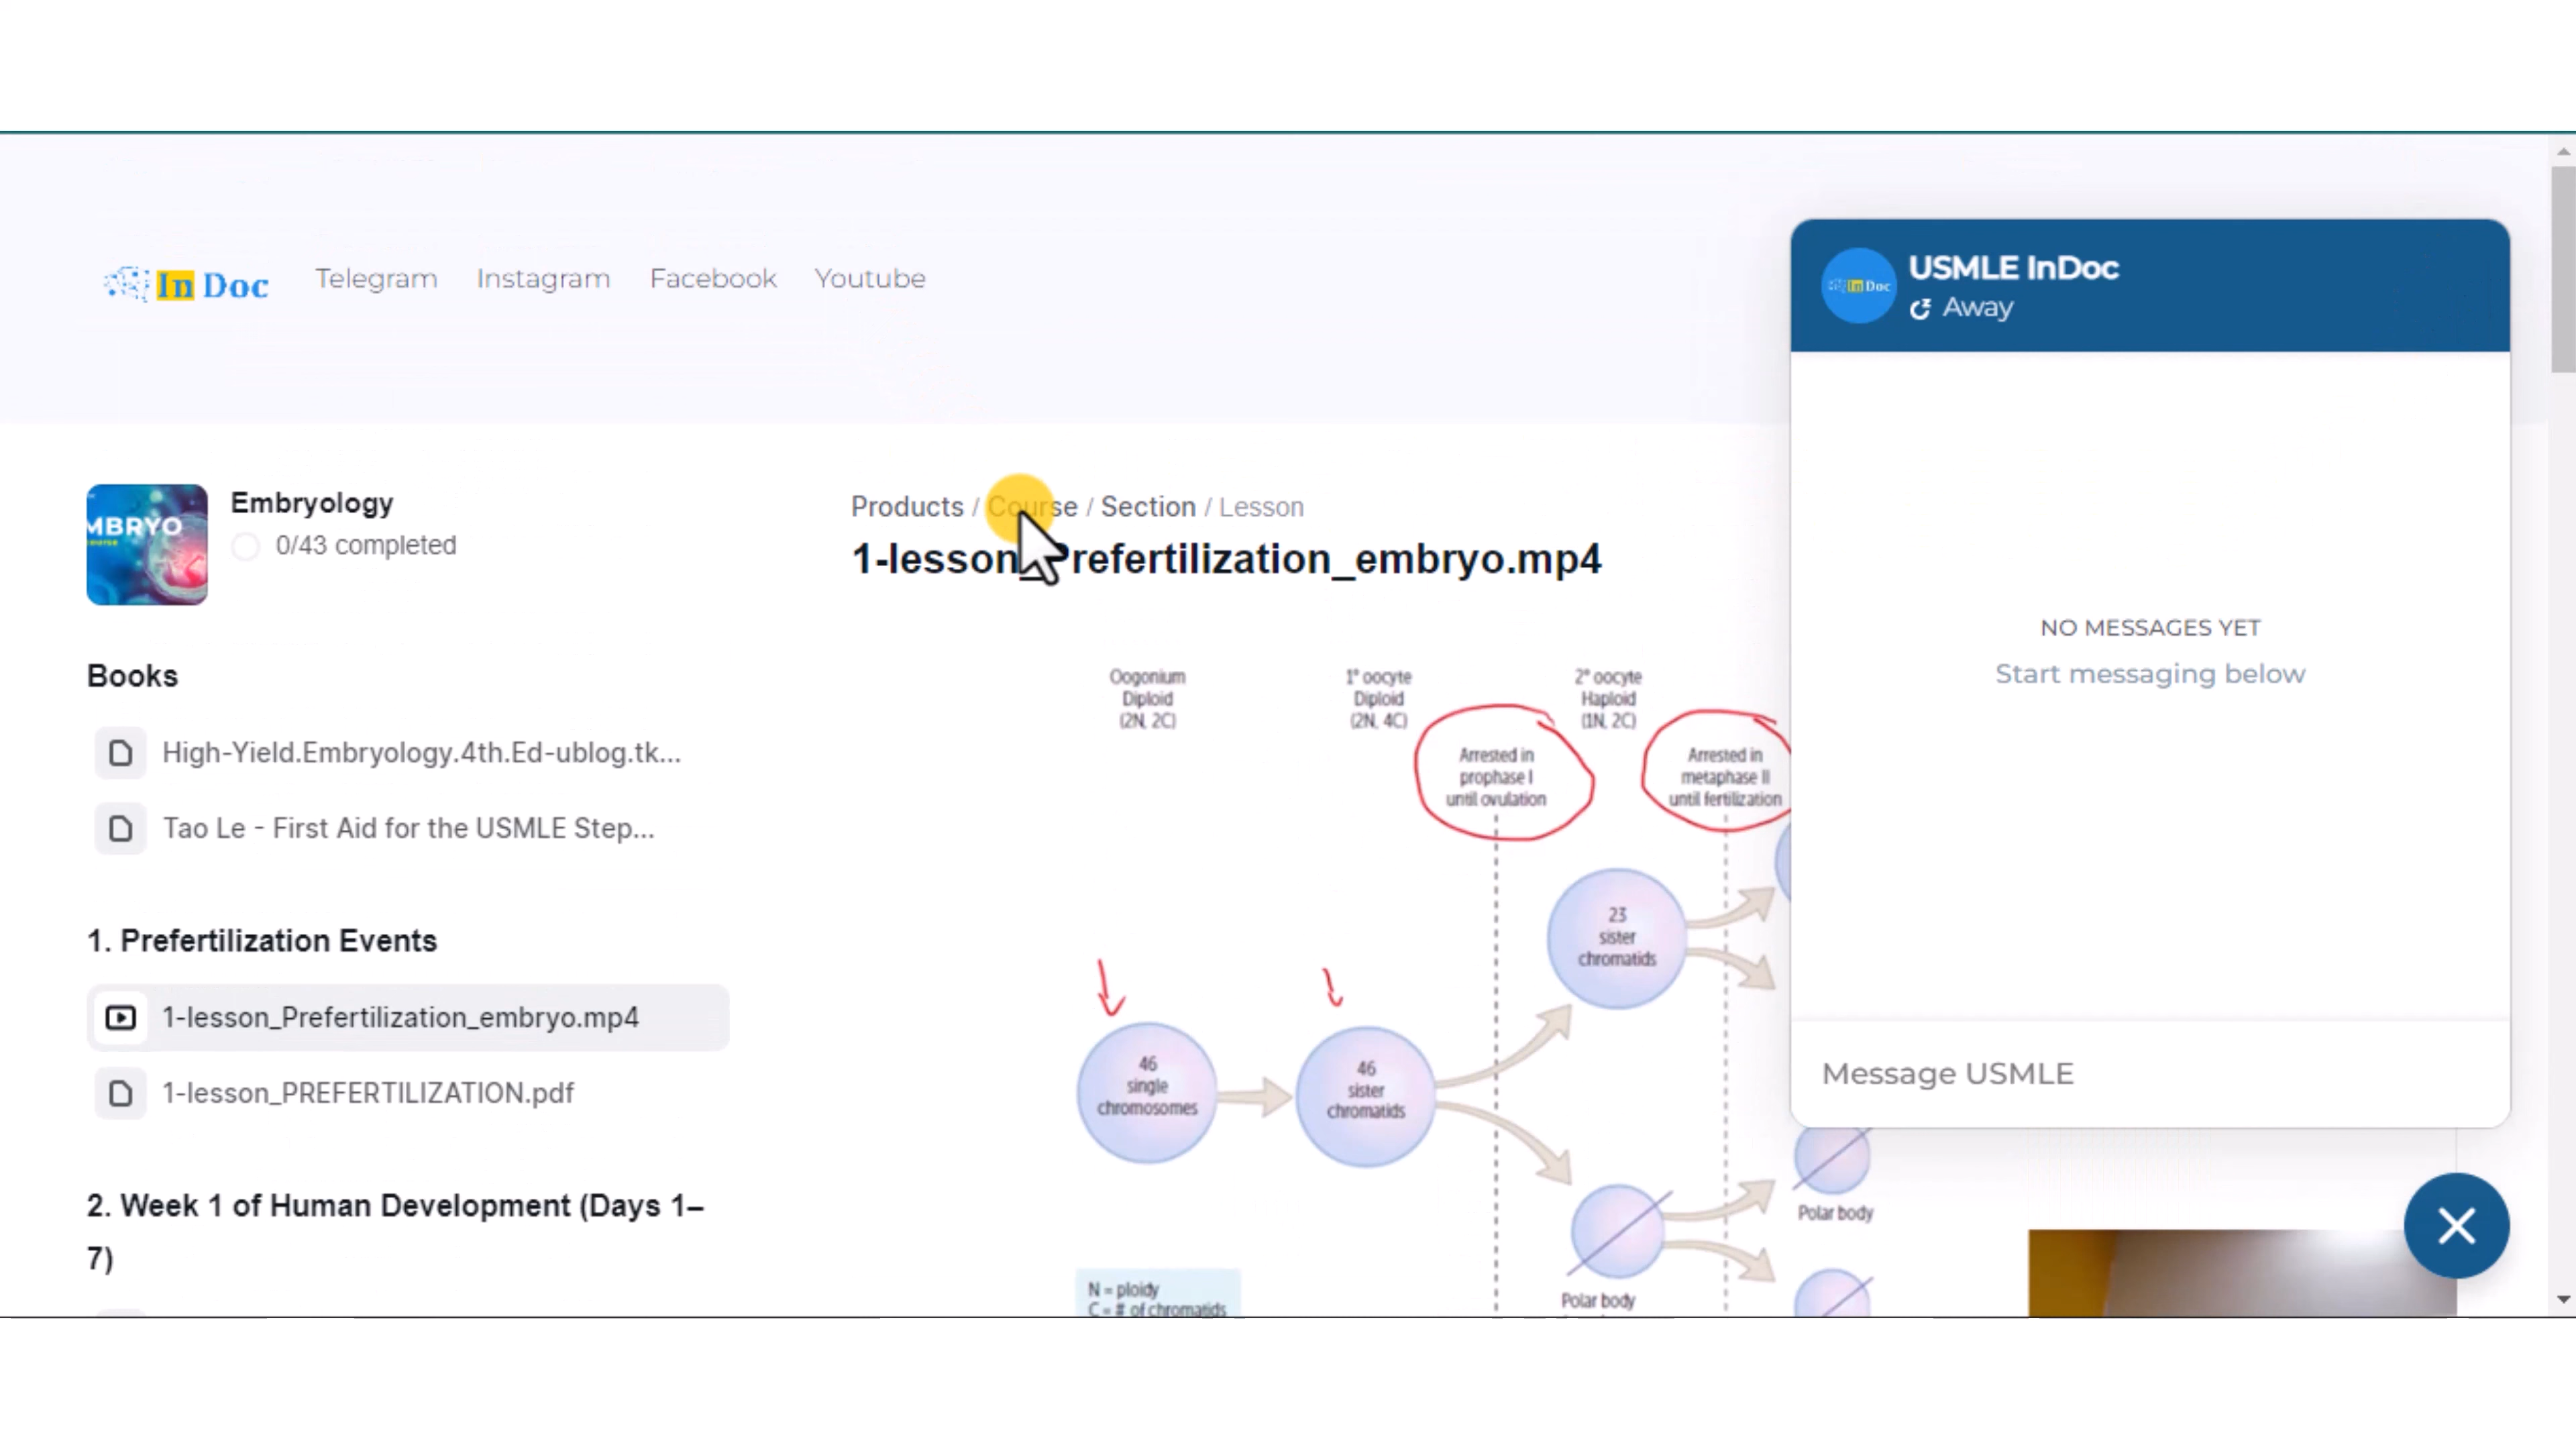 In Doc
Telegram
Instagram
Facebook
Youtube
USMLE InDoc
Away
Embryology
0/43 completed
MBRYO
Books
High-Yield.Embryology.4th.Ed-ublog.tk...
Tao Le - First Aid for the USMLE Step...
1. Prefertilization Events
1-lesson_Prefertilization_embryo.mp4
1-lesson_PREFERTILIZATION.pdf
2. Week 1 of Human Development (Days 1–
7)
Products / Course / Section / Lesson
1-lesson_Prefertilization_embryo.mp4
Oogonium
Diploid
(2N, 2C)
1° oocyte
Diploid
(2N, 4C)
2° oocyte
Haploid
(1N, 2C)
Arrested in
prophase I
until ovulation
Arrested in
metaphase II
until fertilization
23
sister
chromatids
46
single
chromosomes
46
sister
chromatids
Polar body
Polar body
N = ploidy
C = # of chromatids
NO MESSAGES YET
Start messaging below
Message USMLE